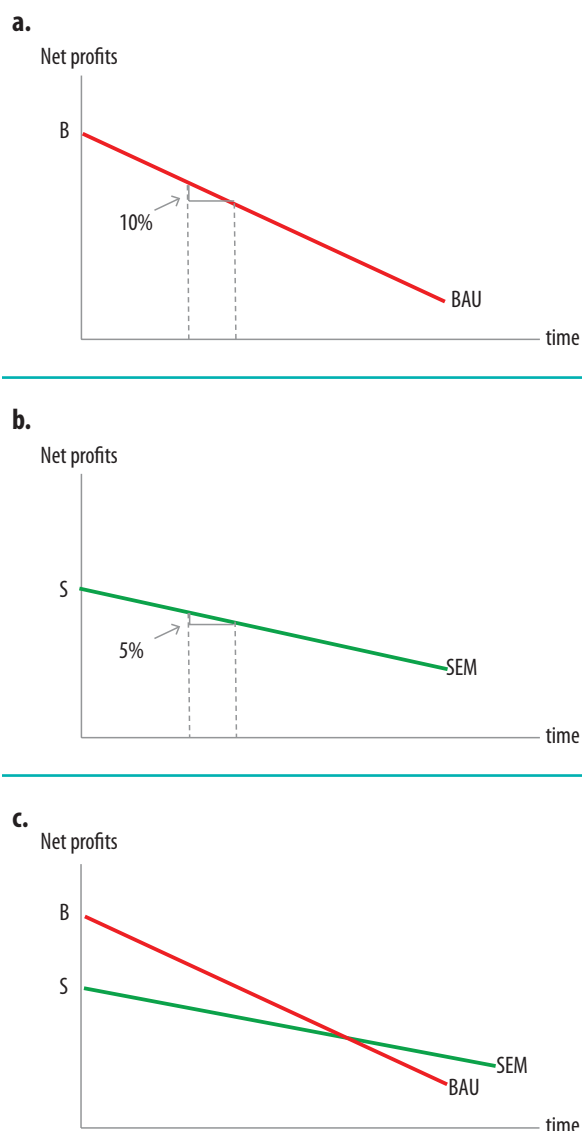 a.
Net profits
B
10%
BAU
time
b.
Net profits
S
5%
SEM
time
c.
Net profits
B
S
SEM
BAU
time